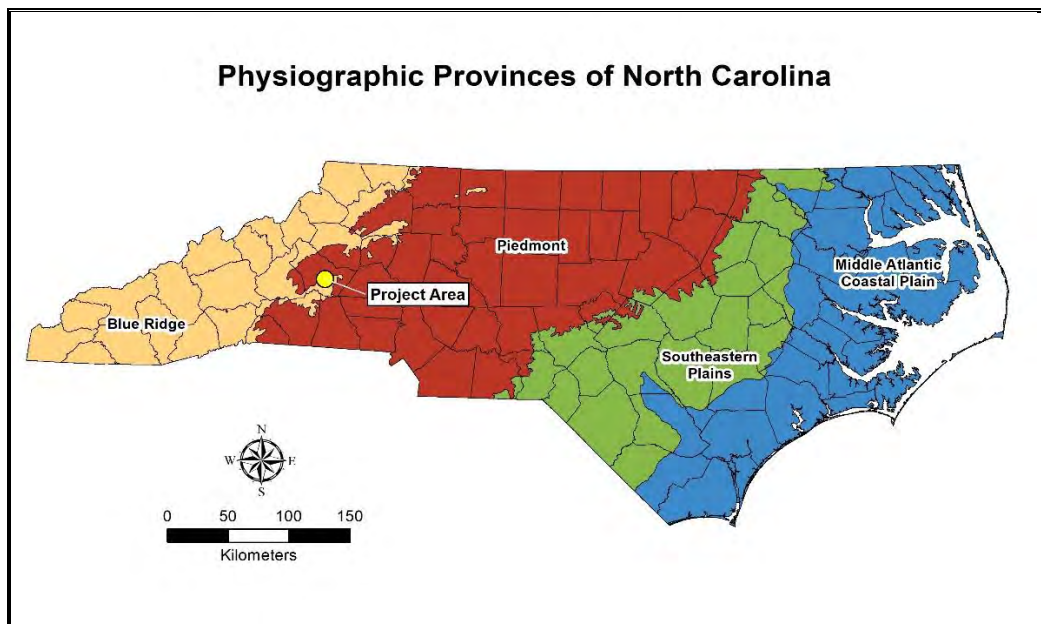 Physiographic Provinces of North Carolina
Piedmont
Middle Atlantic
Coastal Plain
Project Area
Blue Ridge
Southeastern
Plains
N
W
E
S
0 50 100 150
Kilometers